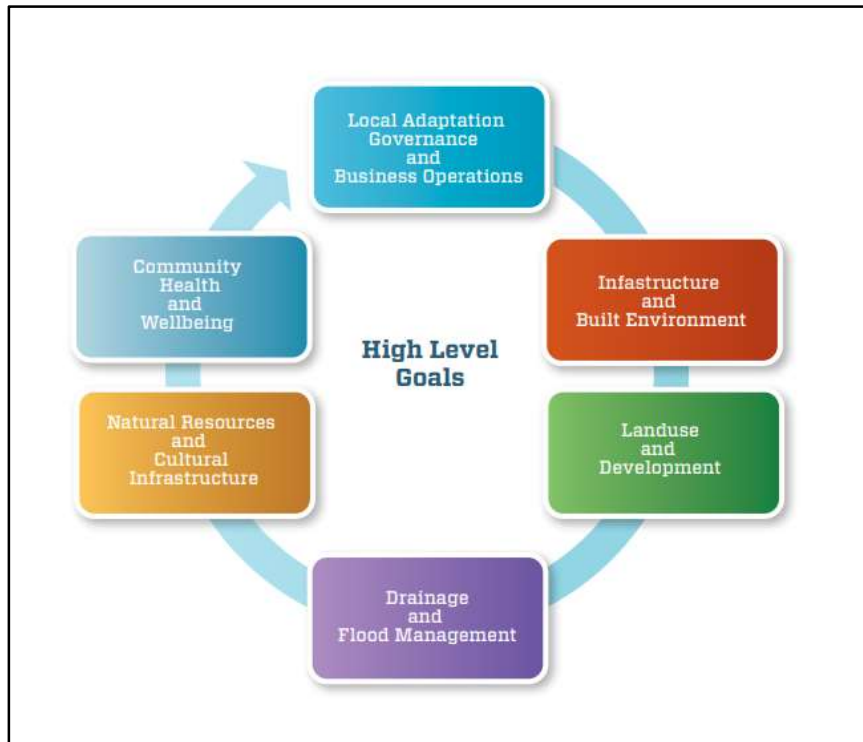 Local Adaptation
Governance
and
Business Operations
Community
Health
and
Wellbeing
Infastructure
and
Built Environment
High Level
Goals
Natural Resources
and
Cultural
Infrastructure
Landuse
and
Development
Drainage
and
Flood Management